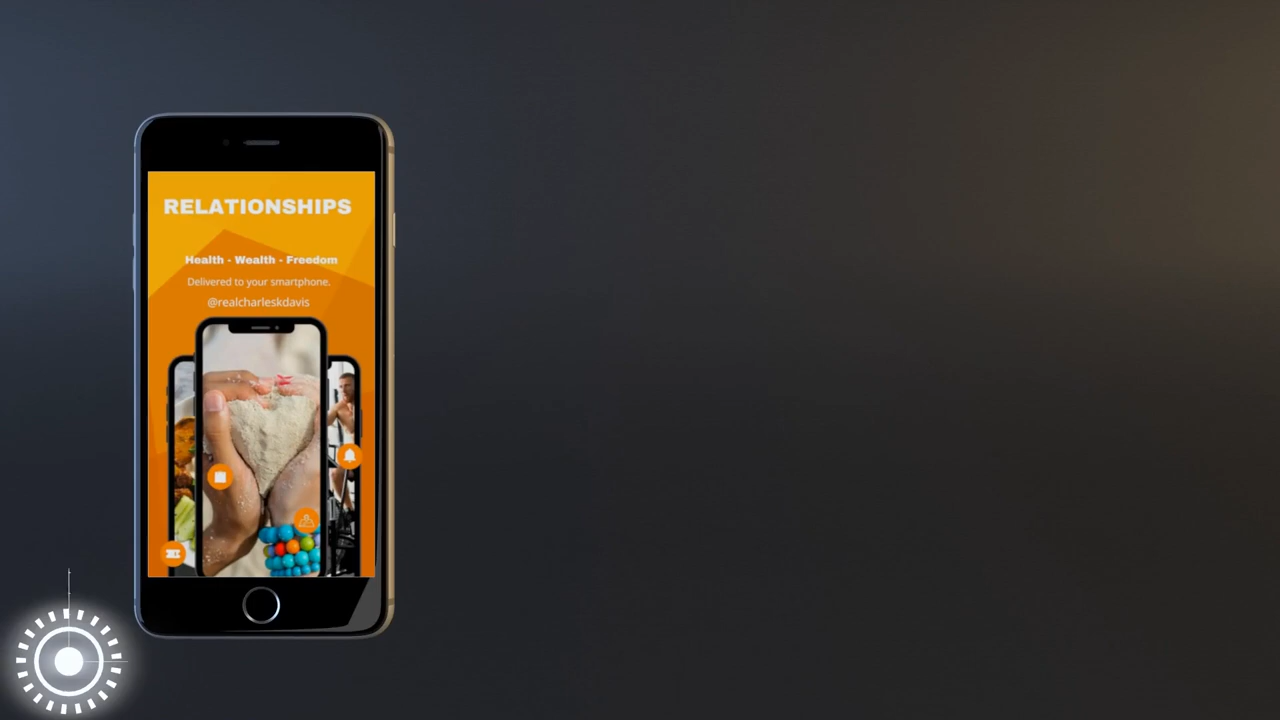 RELATIONSHIPS
Health - Wealth - Freedom
Delivered to your smartphone.
@realcharleskdavis